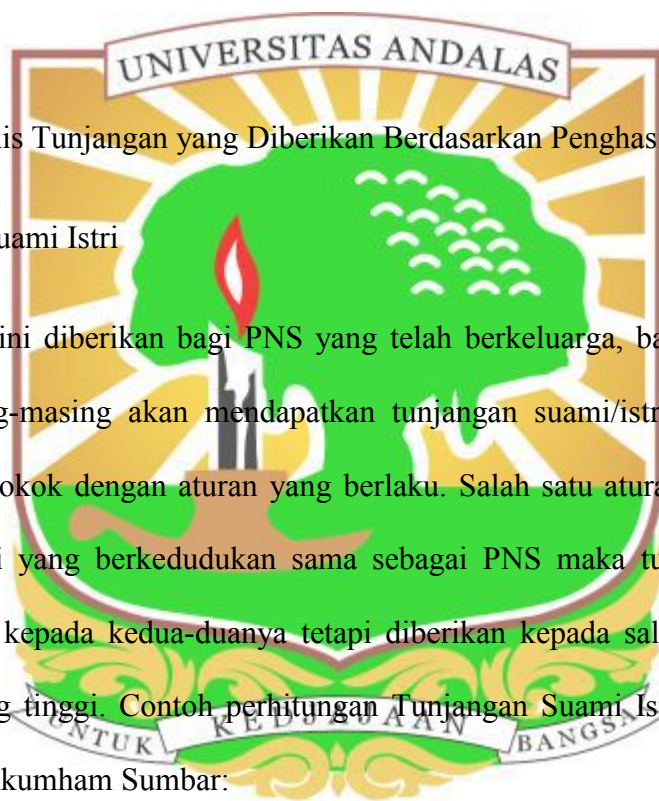 UNIVERSITAS ANDALAS
nis Tunjangan yang Diberikan Berdasarkan Penghas
uami Istri
ini diberikan bagi PNS yang telah berkeluarga, ba
g-masing akan mendapatkan tunjangan suami/istr
okok dengan aturan yang berlaku. Salah satu atura
i yang berkedudukan sama sebagai PNS maka tu
kepada kedua-duanya tetapi diberikan kepada sal
g tinggi. Contoh perhitungan Tunjangan Suami Is
kumham Sumbar:
UNTUK KEDJAJAAN BANGSA